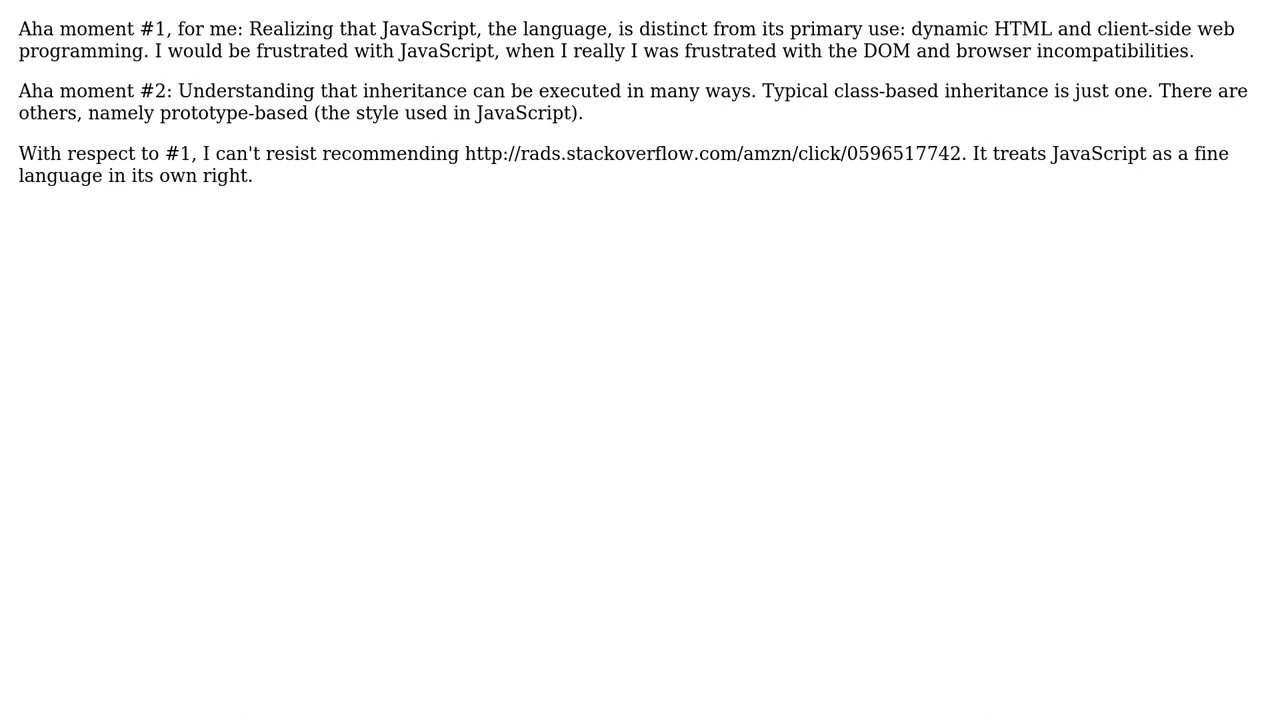 Aha moment #1, for me: Realizing that JavaScript, the language, is distinct from its primary use: dynamic HTML and client-side web
programming. I would be frustrated with JavaScript, when I really I was frustrated with the DOM and browser incompatibilities.
Aha moment #2: Understanding that inheritance can be executed in many ways. Typical class-based inheritance is just one. There are
others, namely prototype-based (the style used in JavaScript).
With respect to #1, I can't resist recommending http://rads.stackoverflow.com/amzn/click/0596517742. It treats JavaScript as a fine
language in its own right.